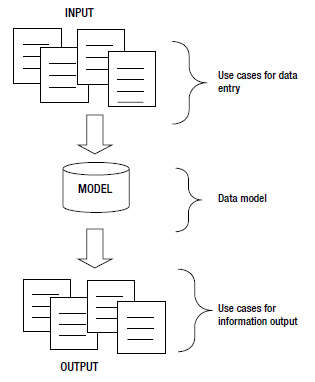 INPUT
Use cases for data
entry
MODEL
Data model
Use cases for
information output
OUTPUT